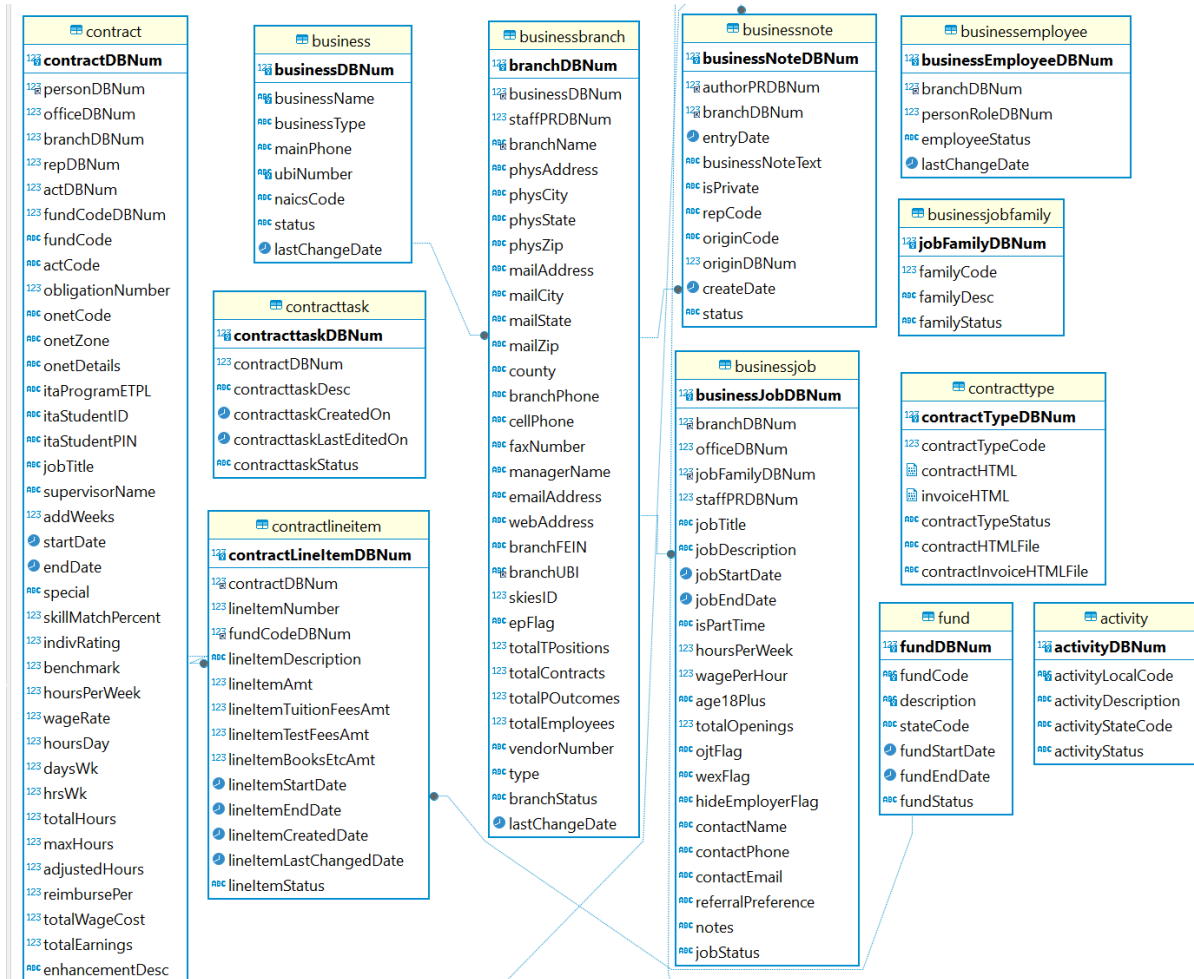 contract
contractDBNum
personDBNum
officeDBNum
branchDBNum
repDBNum
actDBNum
fundCodeDBNum
fundCode
actCode
obligationNumber
onetCode
onetZone
onetDetails
itaProgramETPL
itaStudentID
itaStudentPIN
jobTitle
supervisorName
addWeeks
startDate
endDate
special
skillMatchPercent
indivRating
benchmark
hoursPerWeek
wageRate
hoursDay
daysWk
hrsWk
totalHours
maxHours
adjustedHours
reimbursePer
totalWageCost
totalEarnings
enhancementDesc
business
businessDBNum
businessName
businessType
mainPhone
ubiNumber
naicsCode
status
lastChangeDate
contracttask
contracttaskDBNum
contractDBNum
contracttaskDesc
contracttaskCreatedOn
contracttaskLastEditedOn
contracttaskStatus
contractlineitem
contractLineItemDBNum
contractDBNum
lineItemNumber
fundCodeDBNum
lineItemDescription
lineItemAmt
lineItemTuitionFeesAmt
lineItemTestFeesAmt
lineItemBooksEtcAmt
lineItemStartDate
lineItemEndDate
lineItemCreatedDate
lineItemLastChangedDate
lineItemStatus
businessbranch
branchDBNum
businessDBNum
staffPRDBNum
branchName
physAddress
physCity
physState
physZip
mailAddress
mailCity
mailState
mailZip
county
branchPhone
cellPhone
faxNumber
managerName
emailAddress
webAddress
branchFEIN
branchUBI
skiesID
epFlag
totalTPositions
totalContracts
totalPOutcomes
totalEmployees
vendorNumber
type
branchStatus
lastChangeDate
businessnote
businessNoteDBNum
authorPRDBNum
branchDBNum
entryDate
businessNoteText
isPrivate
repCode
originCode
originDBNum
createDate
status
businessjob
businessJobDBNum
branchDBNum
officeDBNum
jobFamilyDBNum
staffPRDBNum
jobTitle
jobDescription
jobStartDate
jobEndDate
isPartTime
hoursPerWeek
wagePerHour
age18Plus
totalOpenings
ojtFlag
wexFlag
hideEmployerFlag
contactName
contactPhone
contactEmail
referralPreference
notes
jobStatus
businessemployee
businessEmployeeDBNum
branchDBNum
personRoleDBNum
employeeStatus
lastChangeDate
businessjobfamily
jobFamilyDBNum
familyCode
familyDesc
familyStatus
contracttype
contractTypeDBNum
contractTypeCode
contractHTML
invoiceHTML
contractTypeStatus
contractHTMLFile
contractInvoiceHTMLFile
fund
fundDBNum
fundCode
description
stateCode
fundStartDate
fundEndDate
fundStatus
activity
activityDBNum
activityLocalCode
activityDescription
activityStateCode
activityStatus